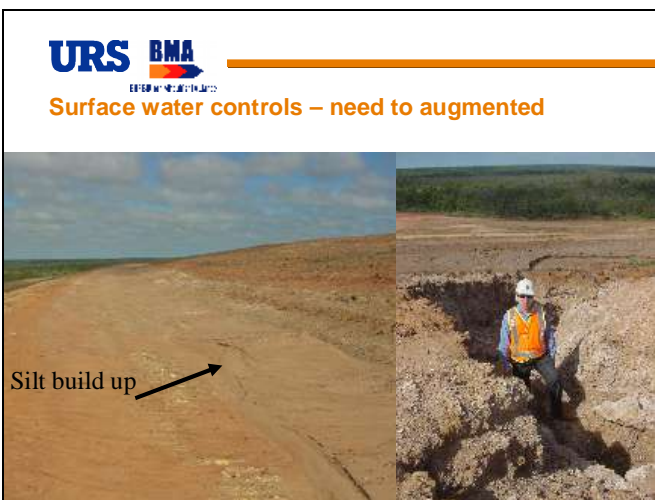 URS BMA
Surface water controls – need to augmented
Silt build up